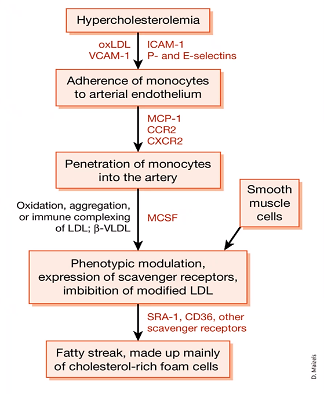 Hypercholesterolemia
oxLDL
VCAM-1
ICAM-1
P- and E-selectins
Adherence of monocytes
to arterial endothelium
MCP-1
CCR2
CXCR2
Penetration of monocytes
into the artery
Smooth
muscle
cells
Oxidation, aggregation,
or immune complexing
of LDL; β-VLDL
MCSF
Phenotypic modulation,
expression of scavenger receptors,
imbibition of modified LDL
SRA-1, CD36, other
scavenger receptors
Fatty streak, made up mainly
of cholesterol-rich foam cells
D. Maizels